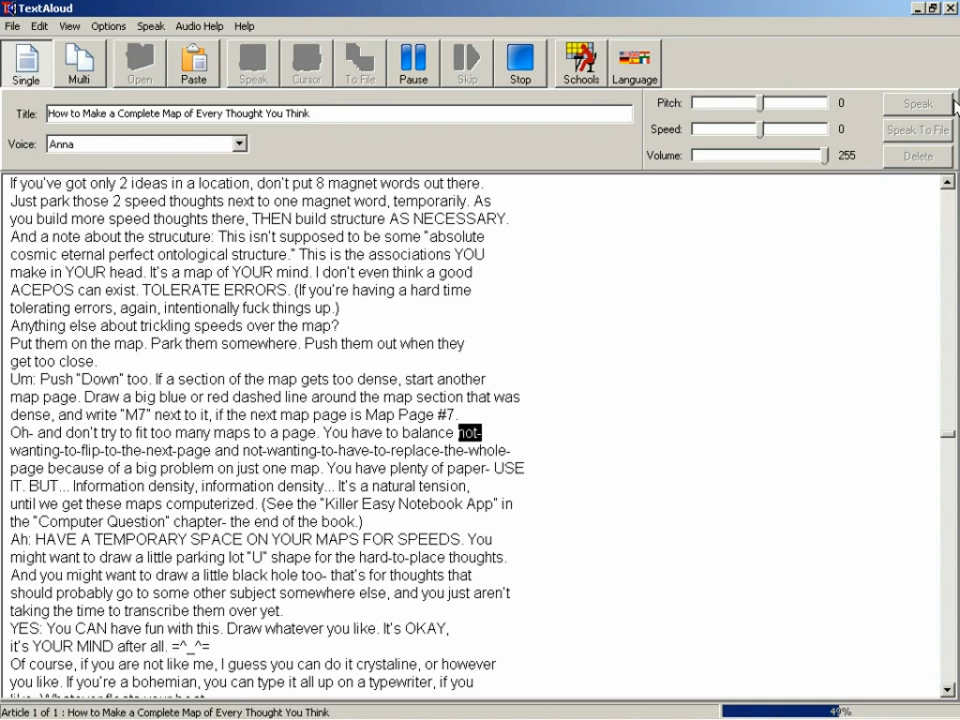 TextAloud
File Edit View Options Speak Audio Help Help
Single Multi Open Paste Speak Cursor To File Pause Skip Stop Schools Language
Title: How to Make a Complete Map of Every Thought You Think
Voice: Anna
Pitch: 0 Speak
Speed: 0 Speak To File
Volume: 255 Delete
If you've got only 2 ideas in a location, don't put 8 magnet words out there.
Just park those 2 speed thoughts next to one magnet word, temporarily. As
you build more speed thoughts there, THEN build structure AS NECESSARY.
And a note about the strucuture: This isn't supposed to be some "absolute
cosmic eternal perfect ontological structure." This is the associations YOU
make in YOUR head. It's a map of YOUR mind. I don't even think a good
ACEPOS can exist. TOLERATE ERRORS. (If you're having a hard time
tolerating errors, again, intentionally fuck things up.)
Anything else about trickling speeds over the map?
Put them on the map. Park them somewhere. Push them out when they
get too close.
Um: Push "Down" too. If a section of the map gets too dense, start another
map page. Draw a big blue or red dashed line around the map section that was
dense, and write "M7" next to it, if the next map page is Map Page #7.
Oh- and don't try to fit too many maps to a page. You have to balance not-
wanting-to-flip-to-the-next-page and not-wanting-to-have-to-replace-the-whole-
page because of a big problem on just one map. You have plenty of paper- USE
IT. BUT... Information density, information density... It's a natural tension,
until we get these maps computerized. (See the "Killer Easy Notebook App" in
the "Computer Question" chapter- the end of the book.)
Ah: HAVE A TEMPORARY SPACE ON YOUR MAPS FOR SPEEDS. You
might want to draw a little parking lot "U" shape for the hard-to-place thoughts.
And you might want to draw a little black hole too- that's for thoughts that
should probably go to some other subject somewhere else, and you just aren't
taking the time to transcribe them over yet.
YES: You CAN have fun with this. Draw whatever you like. It's OKAY,
it's YOUR MIND after all. =^_^=
Of course, if you are not like me, I guess you can do it crystaline, or however
you like. If you're a bohemian, you can type it all up on a typewriter, if you
like. Whatever floats your boat.
Article 1 of 1 : How to Make a Complete Map of Every Thought You Think 49%